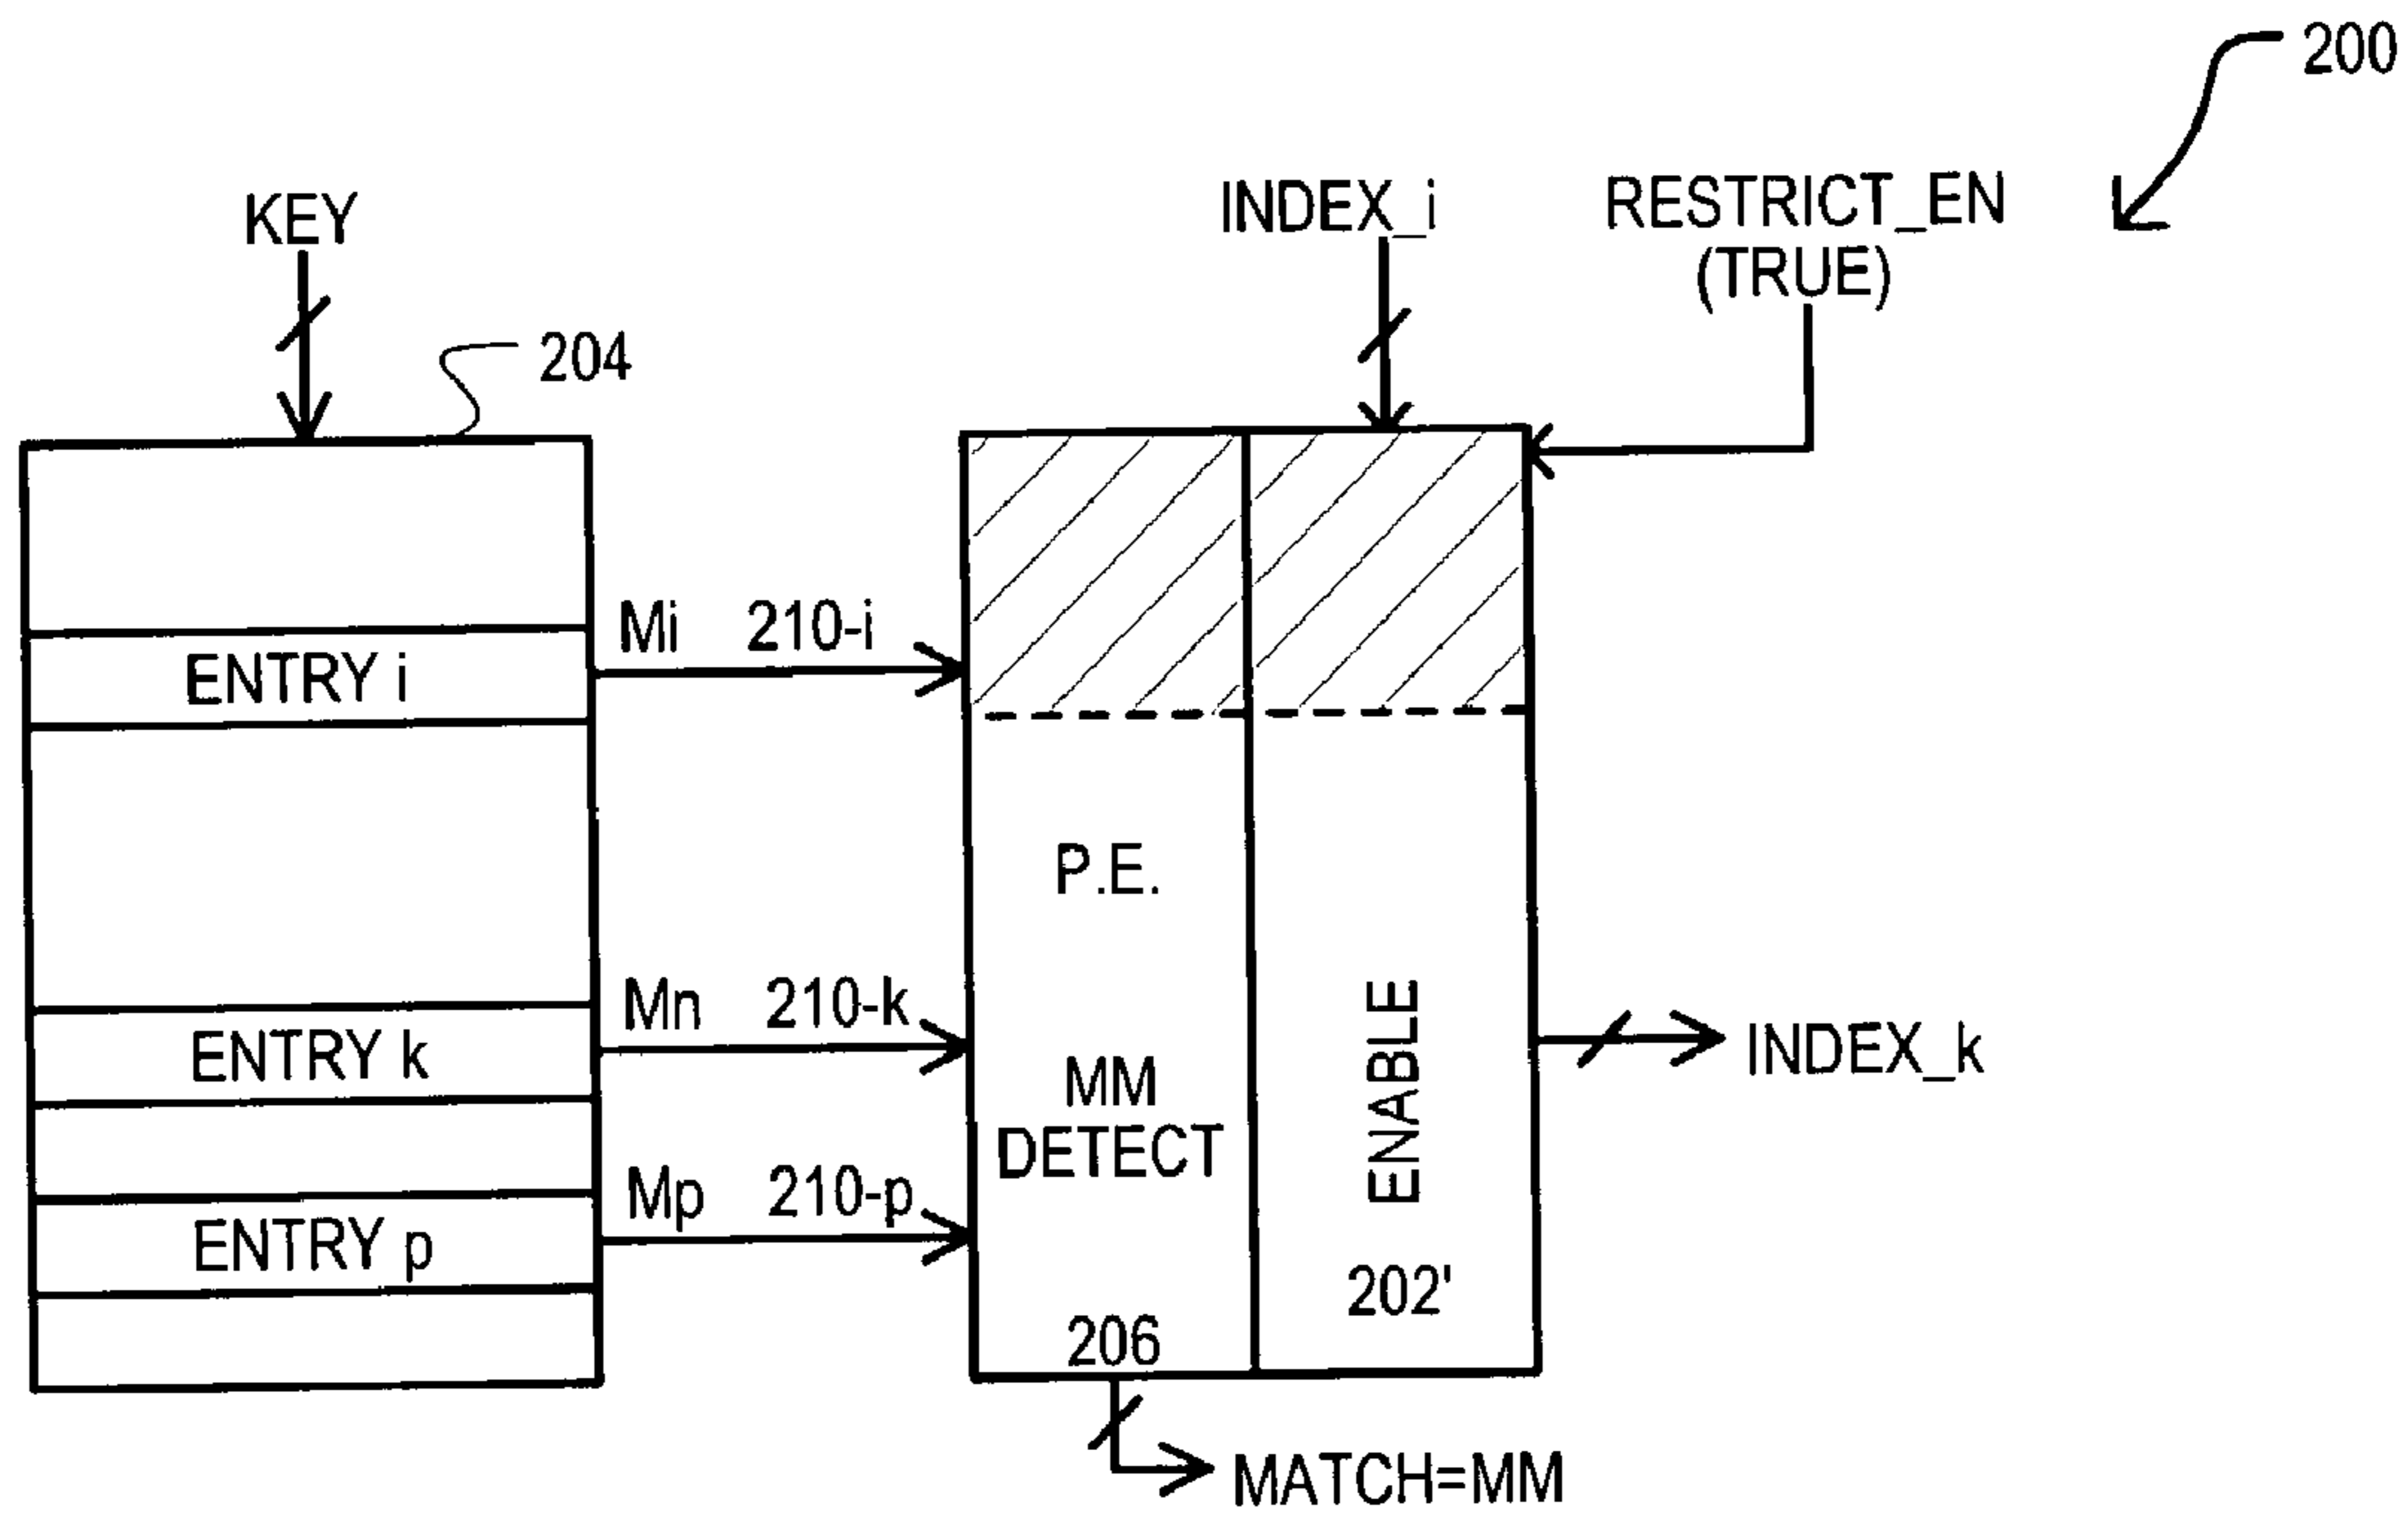 200
KEY
INDEX_i
RESTRICT_EN
(TRUE)
204
ENTRY i
Mi 210-i
P.E.
ENTRY k
Mn 210-k
MM
DETECT
ENABLE
INDEX_k
ENTRY p
Mp 210-p
202'
206
MATCH=MM